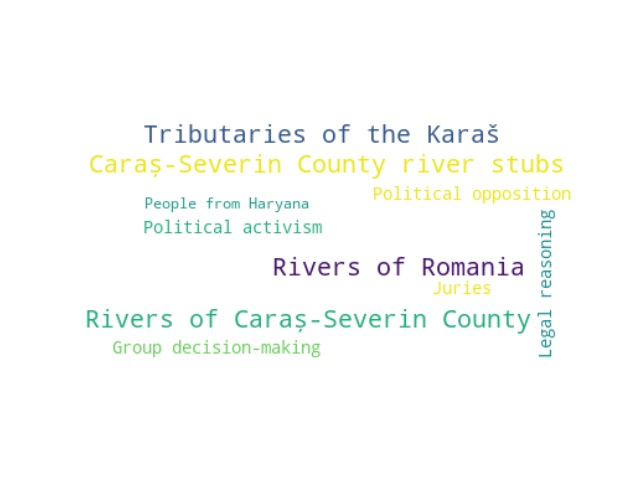 Tributaries of the Karaš
Caraș-Severin County river stubs
Political opposition
People from Haryana
Political activism
Legal reasoning
Rivers of Romania
Juries
Rivers of Caraș-Severin County
Group decision-making